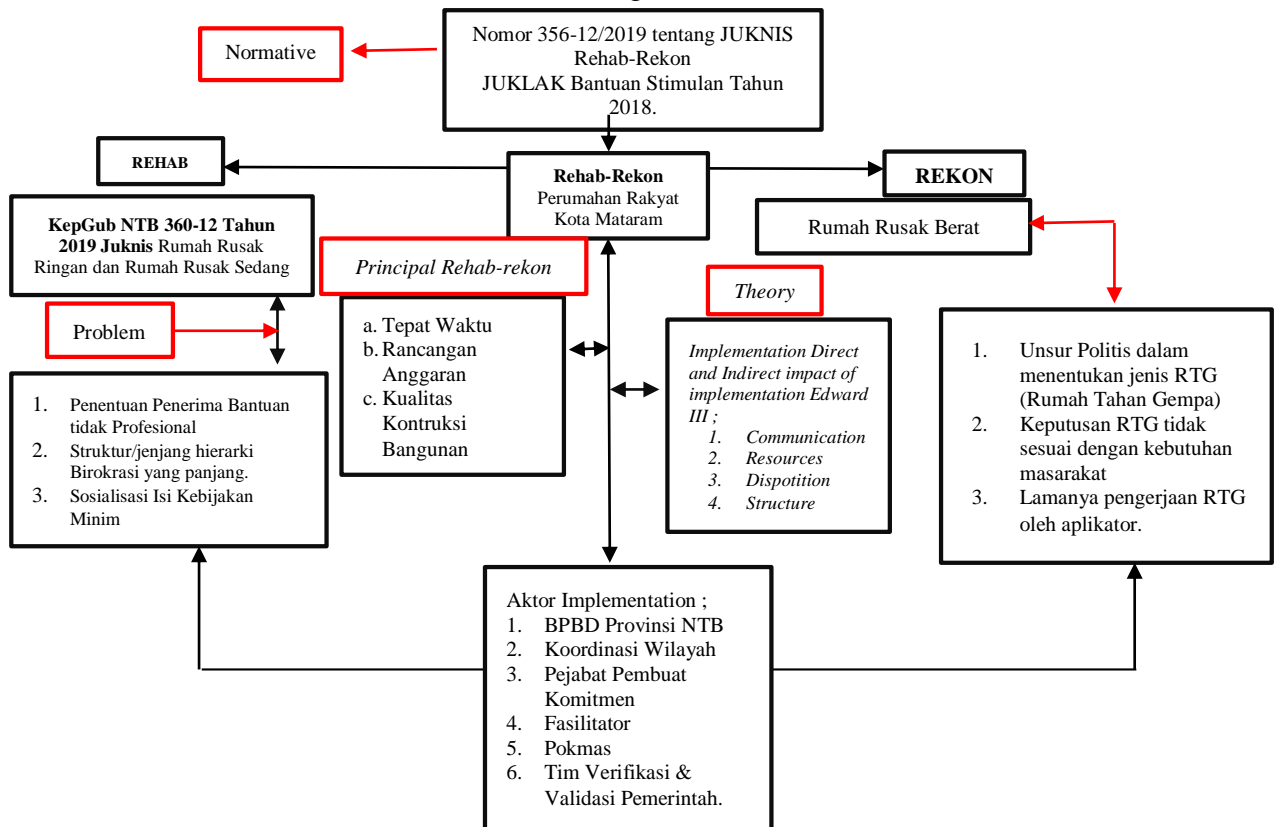 Nomor 356-12/2019 tentang JUKNIS
Rehab-Rekon
JUKLAK Bantuan Stimulan Tahun
2018.
Normative
REHAB
Rehab-Rekon
Perumahan Rakyat
Kota Mataram
REKON
KepGub NTB 360-12 Tahun
2019 Juknis Rumah Rusak
Ringan dan Rumah Rusak Sedang
Rumah Rusak Berat
Principal Rehab-rekon
Theory
Problem
a. Tepat Waktu
b. Rancangan
Anggaran
c. Kualitas
Kontruksi
Bangunan
Implementation Direct
and Indirect impact of
implementation Edward
III ;
1. Communication
2. Resources
3. Dispotition
4. Structure
1. Unsur Politis dalam
menentukan jenis RTG
(Rumah Tahan Gempa)
2. Keputusan RTG tidak
sesuai dengan kebutuhan
masarakat
3. Lamanya pengerjaan RTG
oleh aplikator.
1. Penentuan Penerima Bantuan
tidak Profesional
2. Struktur/jenjang hierarki
Birokrasi yang panjang.
3. Sosialisasi Isi Kebijakan
Minim
Aktor Implementation ;
1. BPBD Provinsi NTB
2. Koordinasi Wilayah
3. Pejabat Pembuat
Komitmen
4. Fasilitator
5. Pokmas
6. Tim Verifikasi &
Validasi Pemerintah.